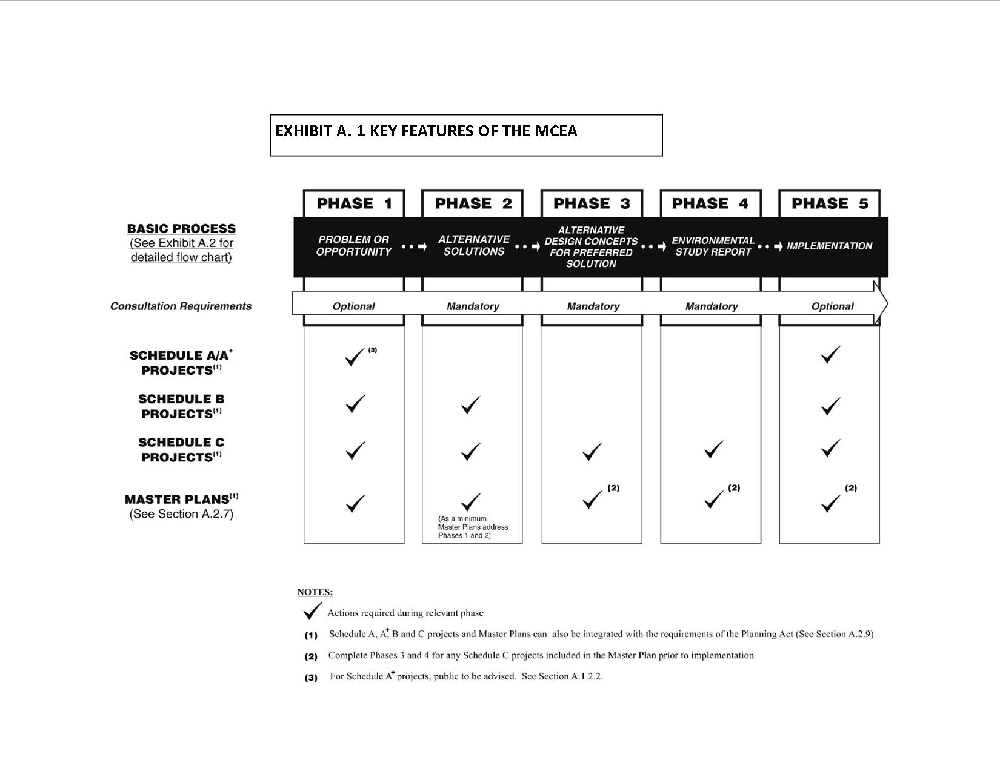 EXHIBIT A. 1 KEY FEATURES OF THE MCEA
PHASE 1
PHASE 2
PHASE 3
PHASE 4
PHASE 5
BASIC PROCESS
(See Exhibit A.2 for
detailed flow chart)
PROBLEM OR
OPPORTUNITY
ALTERNATIVE
SOLUTIONS
ALTERNATIVE
DESIGN CONCEPTS
FOR PREFERRED
SOLUTION
ENVIRONMENTAL
STUDY REPORT
IMPLEMENTATION
Consultation Requirements
Optional
Mandatory
Mandatory
Mandatory
Optional
SCHEDULE A/A+
PROJECTS(1)
✓ (3)
✓
SCHEDULE B
PROJECTS(1)
✓
✓
✓
SCHEDULE C
PROJECTS(1)
✓
✓
✓
✓
✓
MASTER PLANS(1)
(See Section A.2.7)
✓
✓
(As a minimum
Master Plans address
Phases 1 and 2)
✓ (2)
✓ (2)
✓ (2)
NOTES:
✓ Actions required during relevant phase
(1) Schedule A, A+, B and C projects and Master Plans can also be integrated with the requirements of the Planning Act (See Section A.2.9)
(2) Complete Phases 3 and 4 for any Schedule C projects included in the Master Plan prior to implementation
(3) For Schedule A+ projects, public to be advised. See Section A.1.2.2.